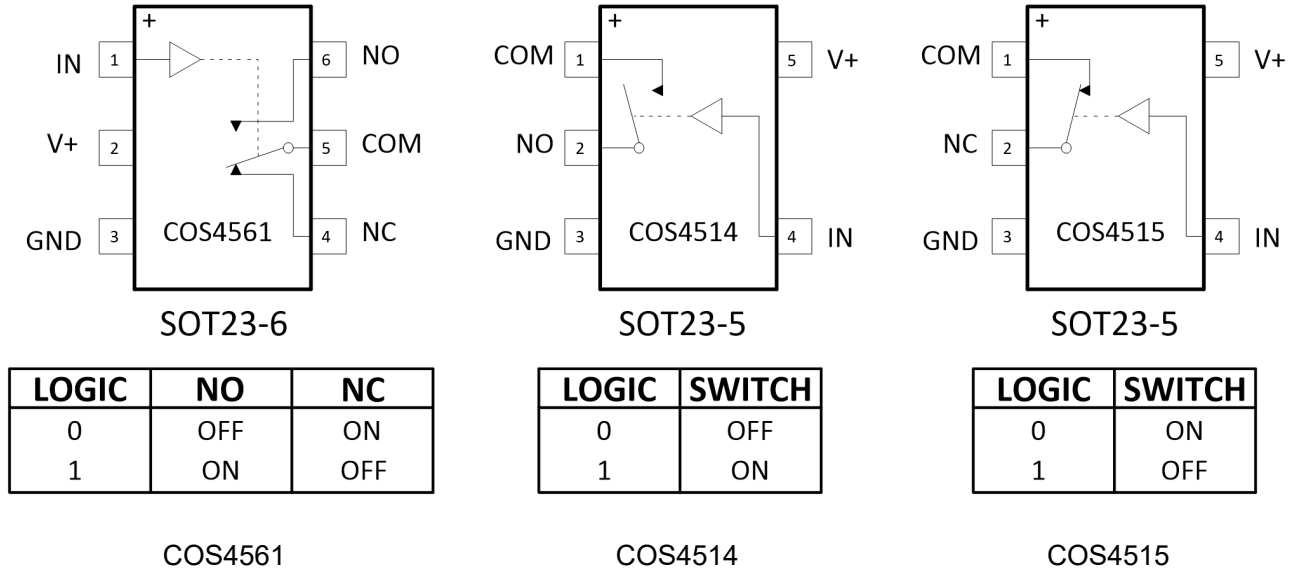 +
IN 1
6 NO
V+ 2
5 COM
GND 3
COS4561
4 NC
SOT23-6
LOGIC NO NC
0 OFF ON
1 ON OFF
COS4561
+
COM 1
5 V+
NO 2
GND 3
COS4514
4 IN
SOT23-5
LOGIC SWITCH
0 OFF
1 ON
COS4514
+
COM 1
5 V+
NC 2
GND 3
COS4515
4 IN
SOT23-5
LOGIC SWITCH
0 ON
1 OFF
COS4515